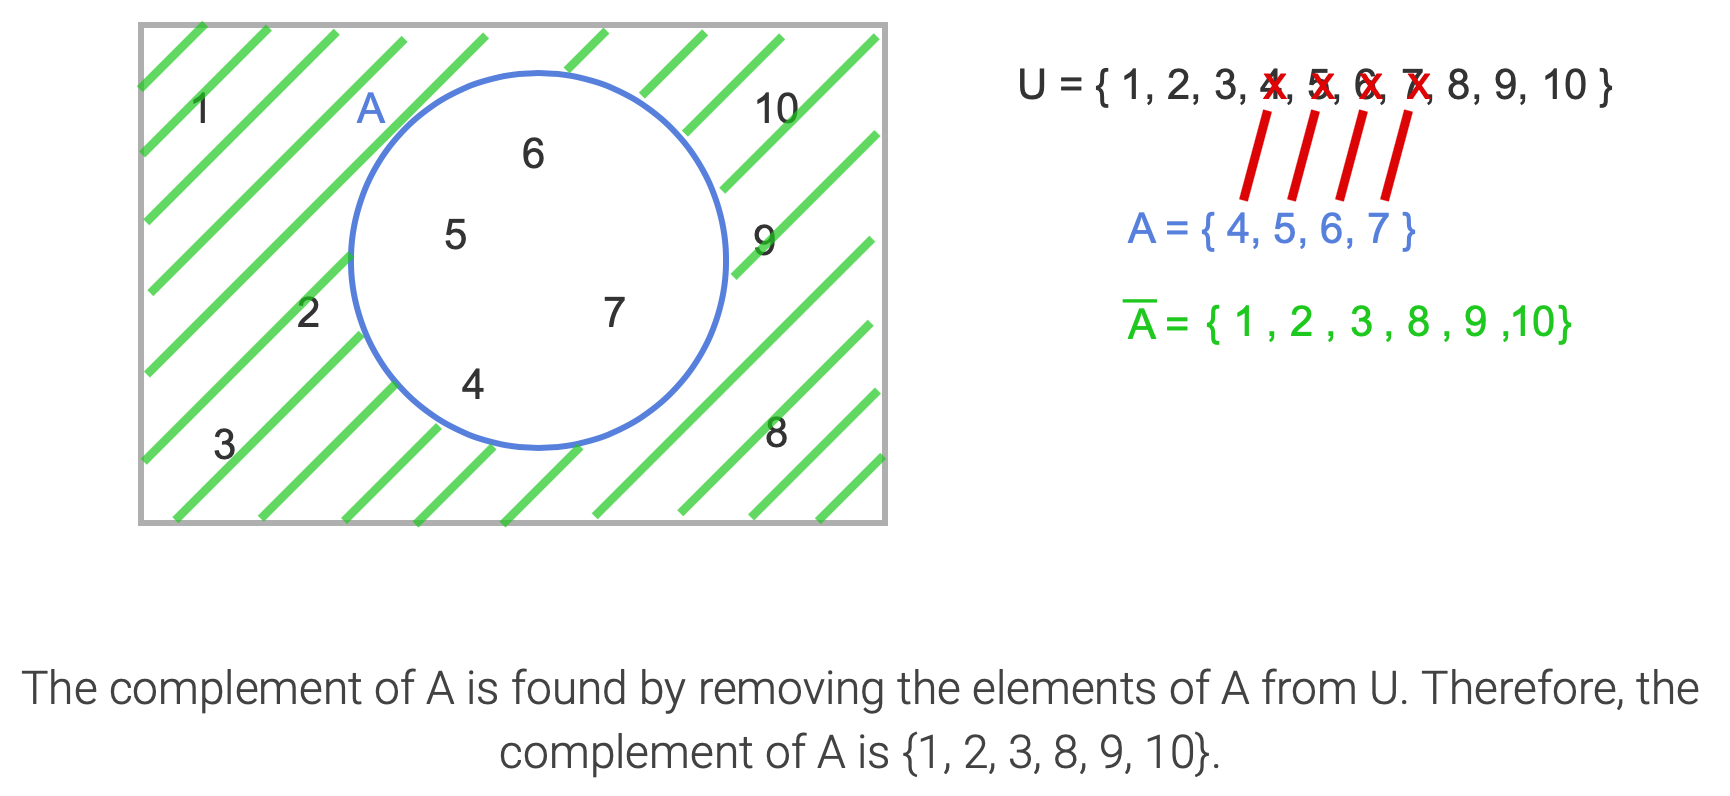 1
A
10
6
5
9
2
7
4
3
8
U = { 1, 2, 3, 4, 5, 6, 7, 8, 9, 10 }
x x x x
A = { 4, 5, 6, 7 }
A̅ = { 1 , 2 , 3 , 8 , 9 ,10}
The complement of A is found by removing the elements of A from U. Therefore, the
complement of A is {1, 2, 3, 8, 9, 10}.